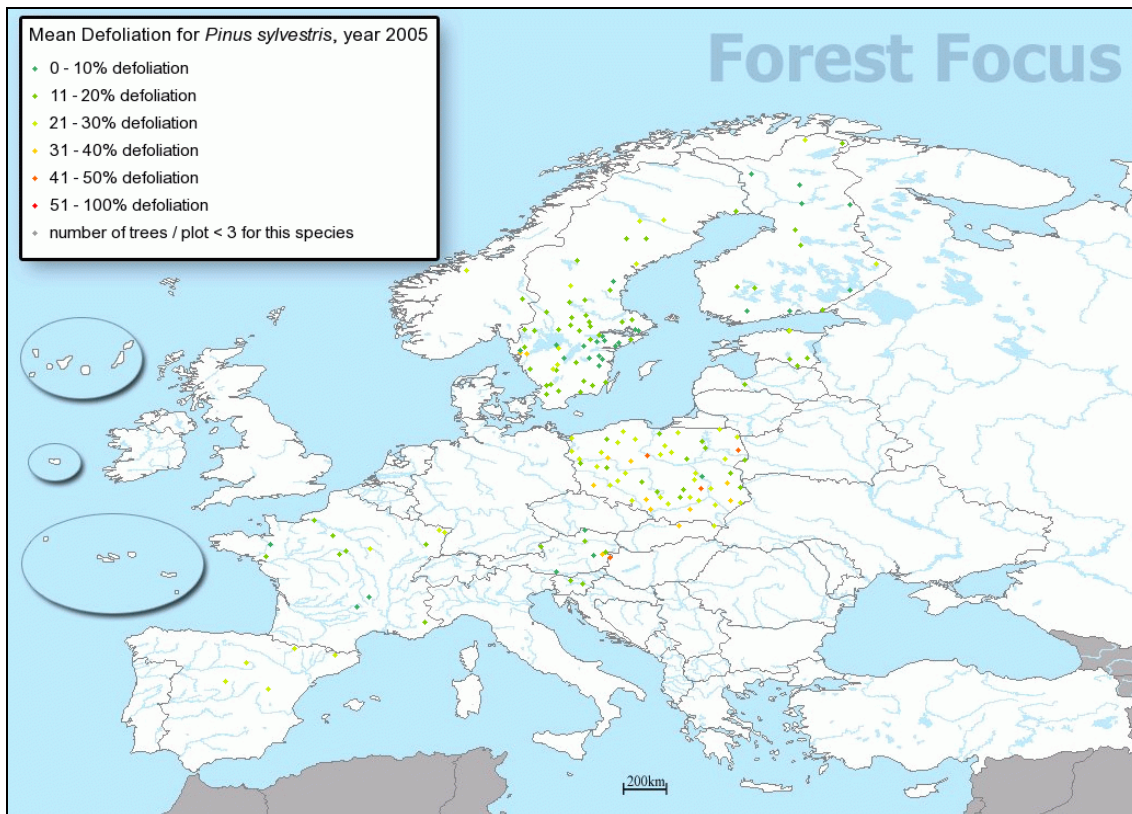 Mean Defoliation for Pinus sylvestris, year 2005
0 - 10% defoliation
11 - 20% defoliation
21 - 30% defoliation
31 - 40% defoliation
41 - 50% defoliation
51 - 100% defoliation
number of trees / plot < 3 for this species
Forest Focus
200km